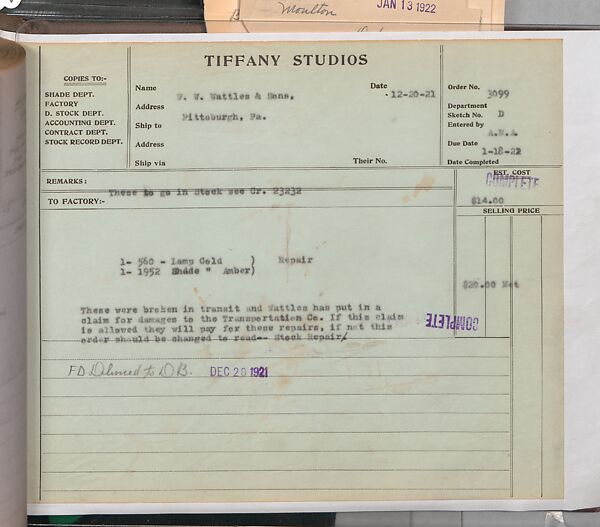 Moulton
JAN 13 1922
TIFFANY STUDIOS
COPIES TO:-
SHADE DEPT.
FACTORY
D. STOCK DEPT.
ACCOUNTING DEPT.
CONTRACT DEPT.
STOCK RECORD DEPT.
Name W. W. Wattles & Sons.
Date 12-20-21
Address Pittsburgh, Pa.
Ship to
Address
Ship via
Their No.
Order No. 3099
Department
Sketch No. D
Entered by A.N.A.
Due Date 1-18-22
Date Completed
REMARKS:
These to go in Stock see Cr. 23232
EST. COST
COMPLETE
$14.00
TO FACTORY:-
SELLING PRICE
1- 560 - Lamp Gold ) Repair
1- 1952 Shade " Amber)
$20.00 Net
These were broken in transit and Wattles has put in a
claim for damages to the Transportation Co. If this claim
is allowed they will pay for these repairs, if not this
order should be changed to read-- Stock Repair/
COMPLETE
FD Delivered to D B. DEC 28 1921